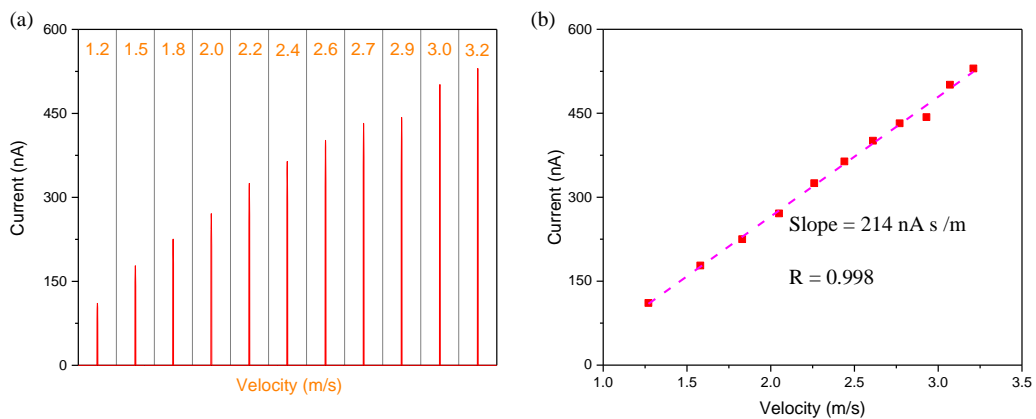 (a)
600
450
300
150
0
Current (nA)
1.2 1.5 1.8 2.0 2.2 2.4 2.6 2.7 2.9 3.0 3.2
Velocity (m/s)
(b)
600
450
300
150
0
Current (nA)
Slope = 214 nA s /m
R = 0.998
1.0 1.5 2.0 2.5 3.0 3.5
Velocity (m/s)